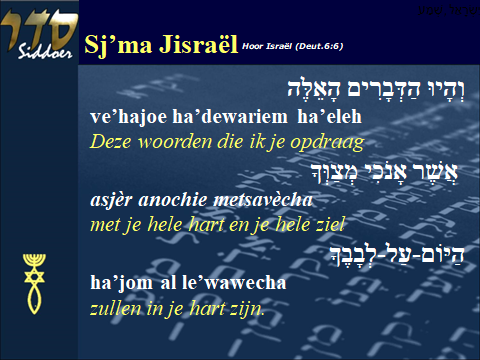 סדר
Siddoer
Sj’ma Jisraël Hoor Israël (Deut.6:6)
וְהָיוּ הַדְּבָרִים הָאֵלֶּה
ve’hajoe ha’dewariem ha’eleh
Deze woorden die ik je opdraag
אֲשֶׁר אָנֹכִי מְצַוְּךָ
asjèr anochie metsavècha
met je hele hart en je hele ziel
הַיּוֹם-עַל-לְבָבֶךָ
ha’jom al le’wawecha
zullen in je hart zijn.